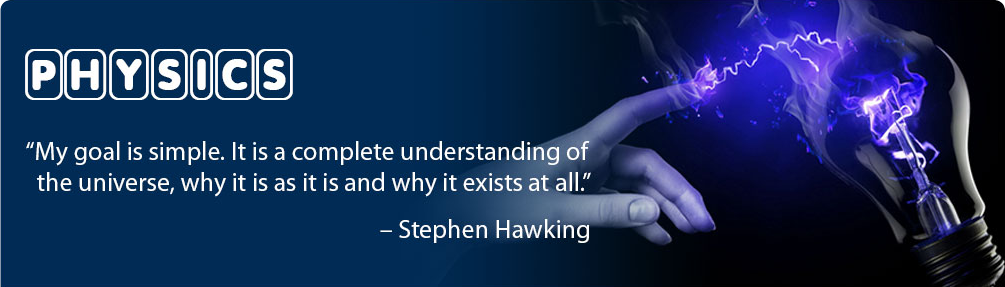 PHYSICS
“My goal is simple. It is a complete understanding of
the universe, why it is as it is and why it exists at all.”
– Stephen Hawking